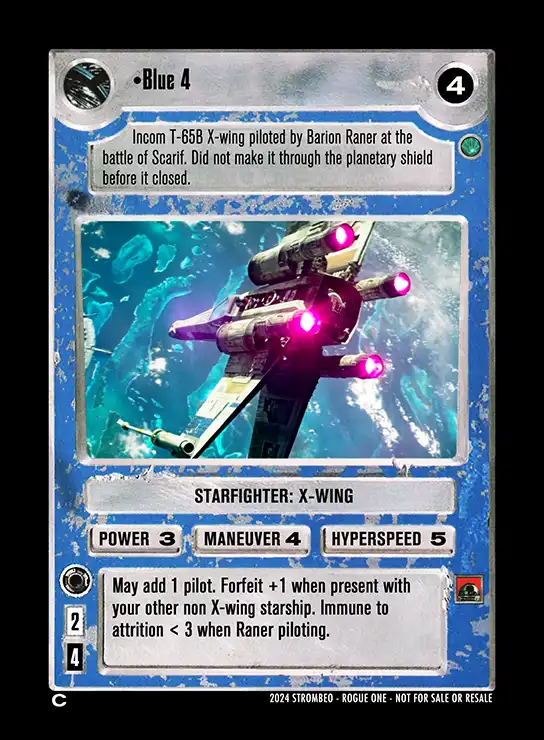 •Blue 4
4
Incom T-65B X-wing piloted by Barion Raner at the
battle of Scarif. Did not make it through the planetary shield
before it closed.
STARFIGHTER: X-WING
POWER 3
MANEUVER 4
HYPERSPEED 5
May add 1 pilot. Forfeit +1 when present with
your other non X-wing starship. Immune to
attrition < 3 when Raner piloting.
2
4
C
2024 STROMBEO - ROGUE ONE - NOT FOR SALE OR RESALE